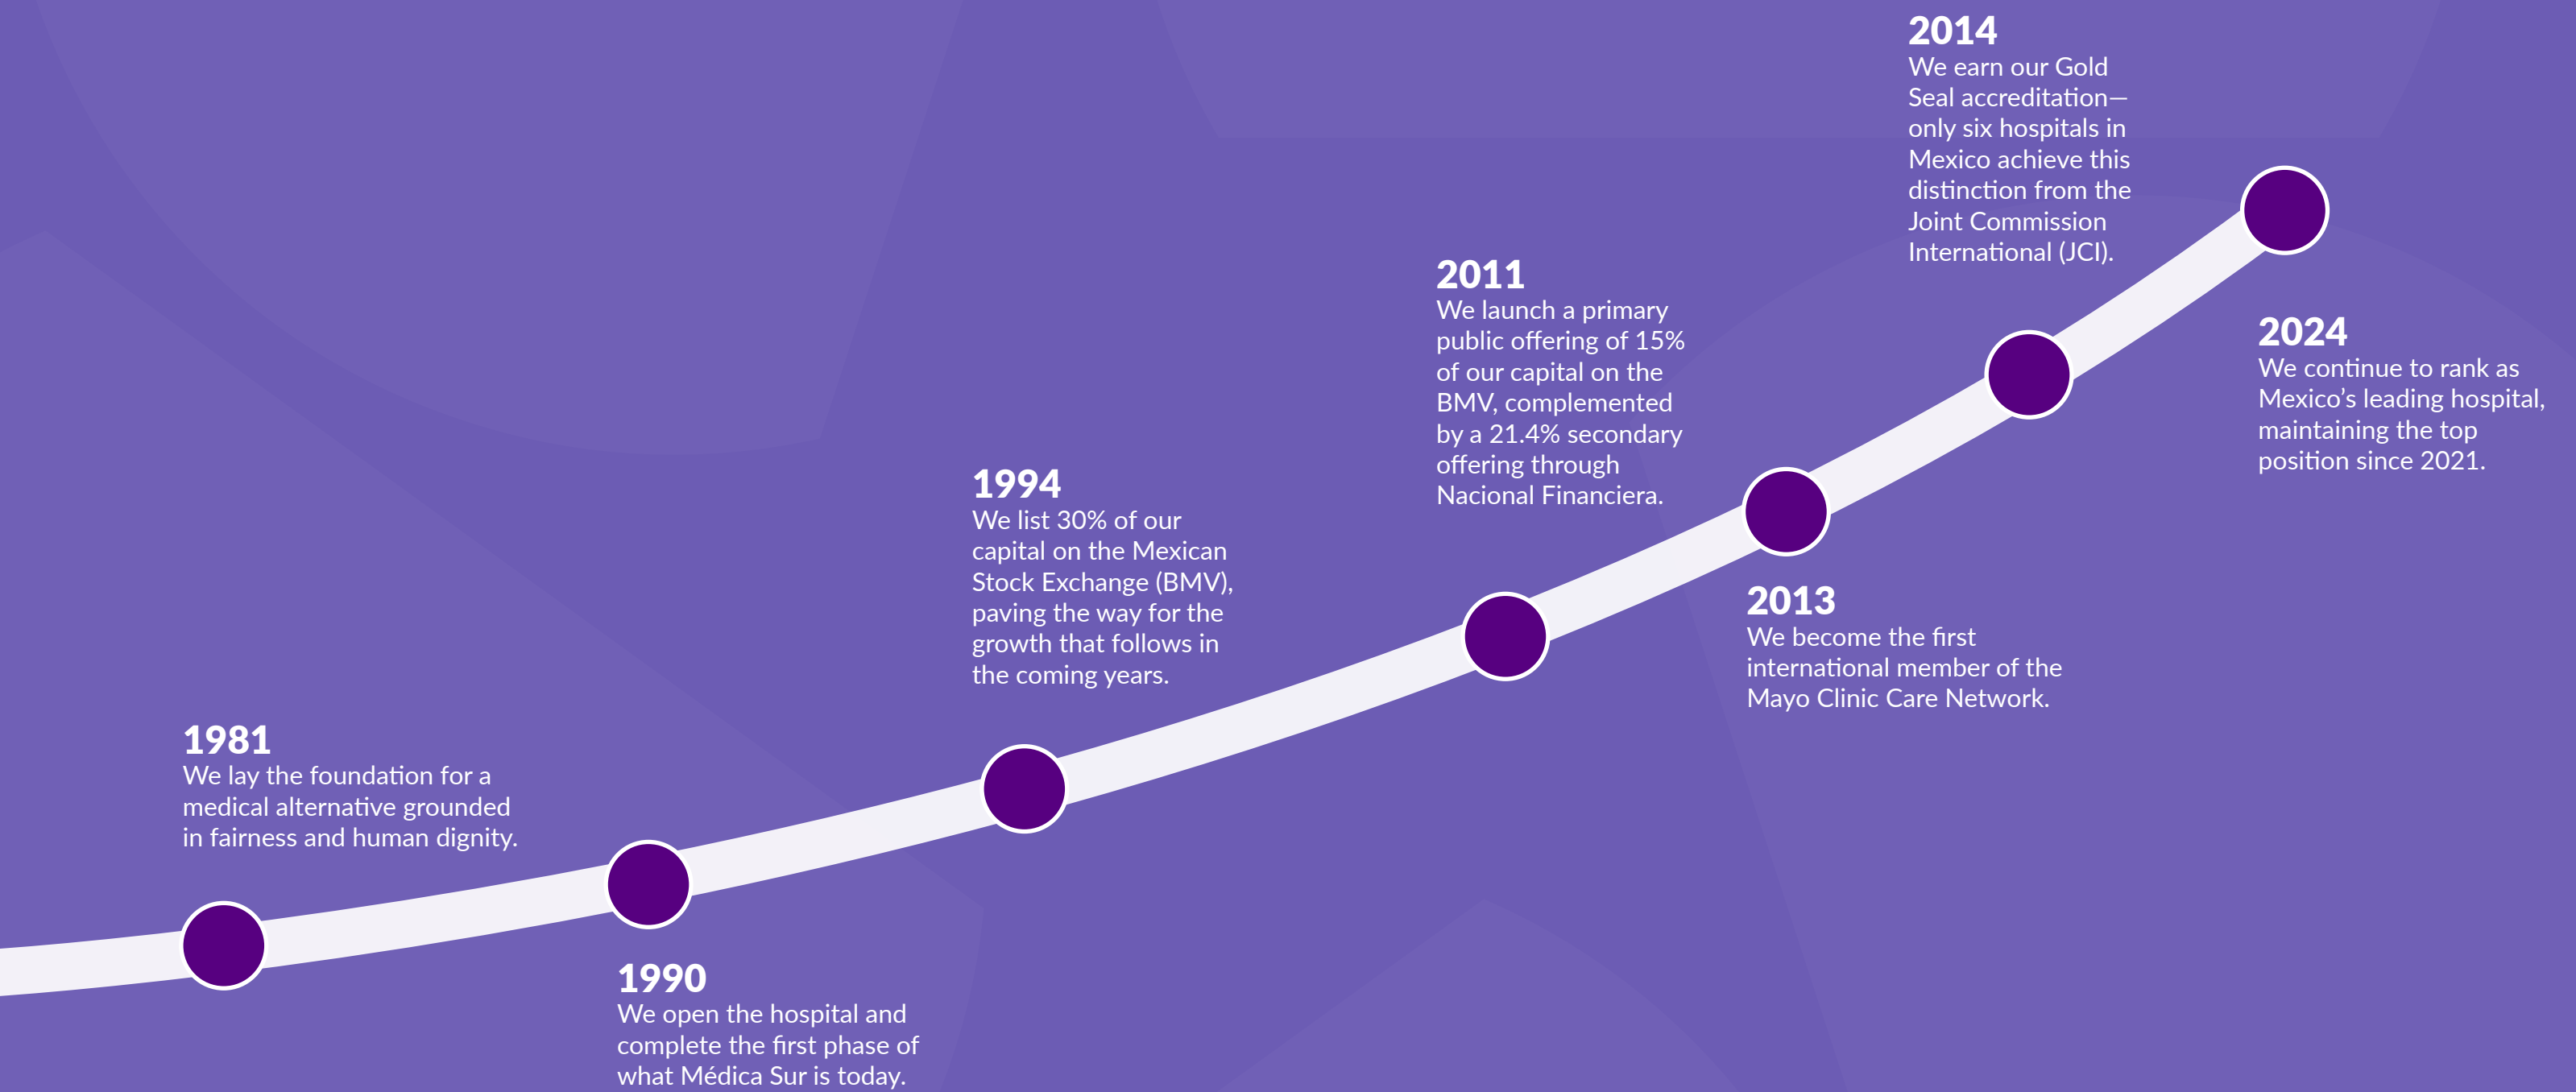 1981
We lay the foundation for a
medical alternative grounded
in fairness and human dignity.
1990
We open the hospital and
complete the first phase of
what Médica Sur is today.
1994
We list 30% of our
capital on the Mexican
Stock Exchange (BMV),
paving the way for the
growth that follows in
the coming years.
2011
We launch a primary
public offering of 15%
of our capital on the
BMV, complemented
by a 21.4% secondary
offering through
Nacional Financiera.
2013
We become the first
international member of the
Mayo Clinic Care Network.
2014
We earn our Gold
Seal accreditation—
only six hospitals in
Mexico achieve this
distinction from the
Joint Commission
International (JCI).
2024
We continue to rank as
Mexico’s leading hospital,
maintaining the top
position since 2021.